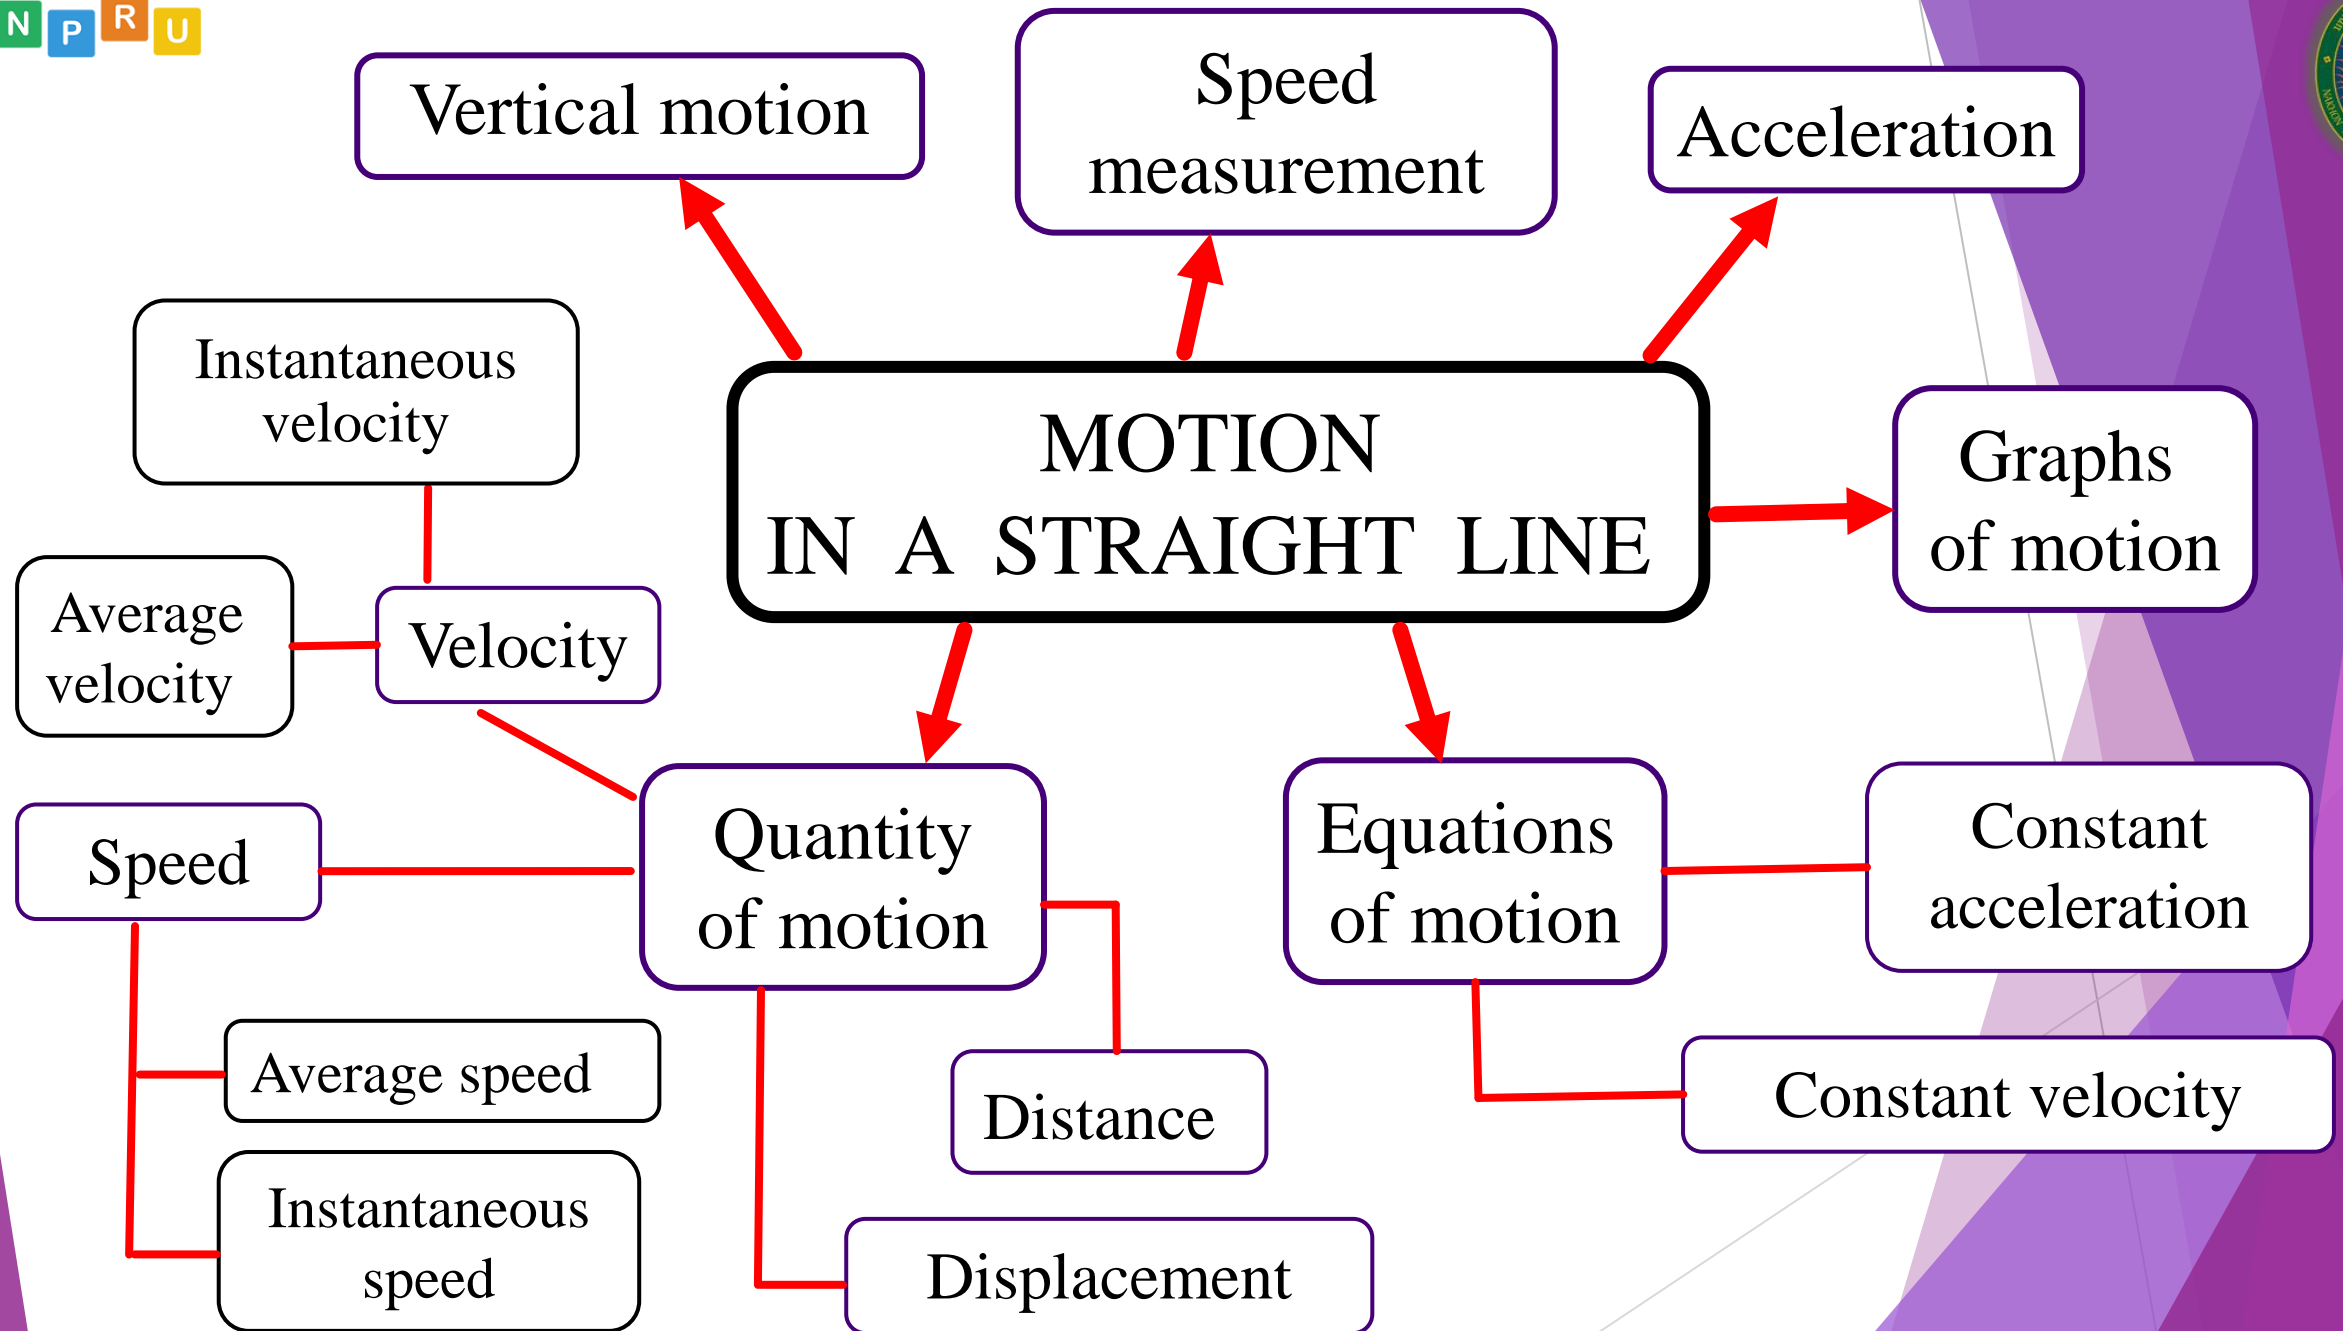 N P R U
Vertical motion
Speed
measurement
Acceleration
Instantaneous
velocity
MOTION
IN A STRAIGHT LINE
Graphs
of motion
Average
velocity
Velocity
Speed
Quantity
of motion
Equations
of motion
Constant
acceleration
Average speed
Distance
Constant velocity
Instantaneous
speed
Displacement